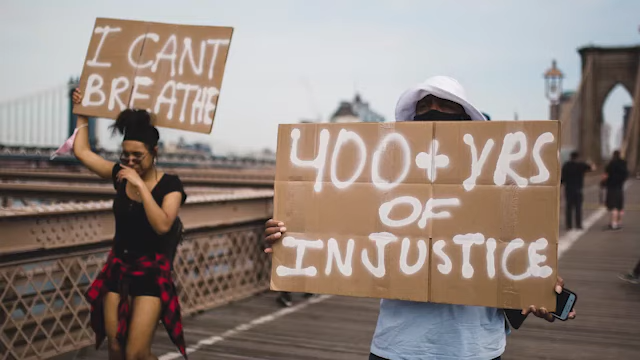 I CANT
BREATHE
400+ YRS
OF
INJUSTICE